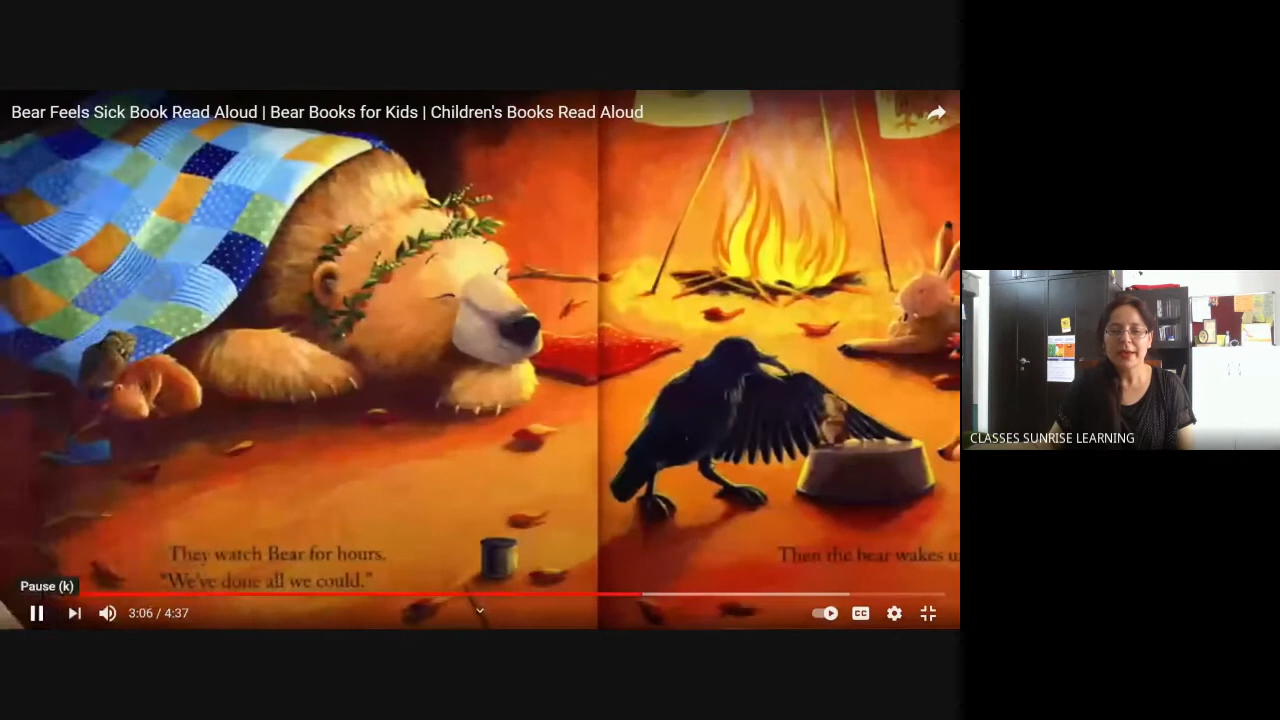 Bear Feels Sick Book Read Aloud | Bear Books for Kids | Children's Books Read Aloud
They watch Bear for hours.
"We've done all we could."
Then the bear wakes
Pause (k)
3:06 / 4:37
CC
CLASSES SUNRISE LEARNING